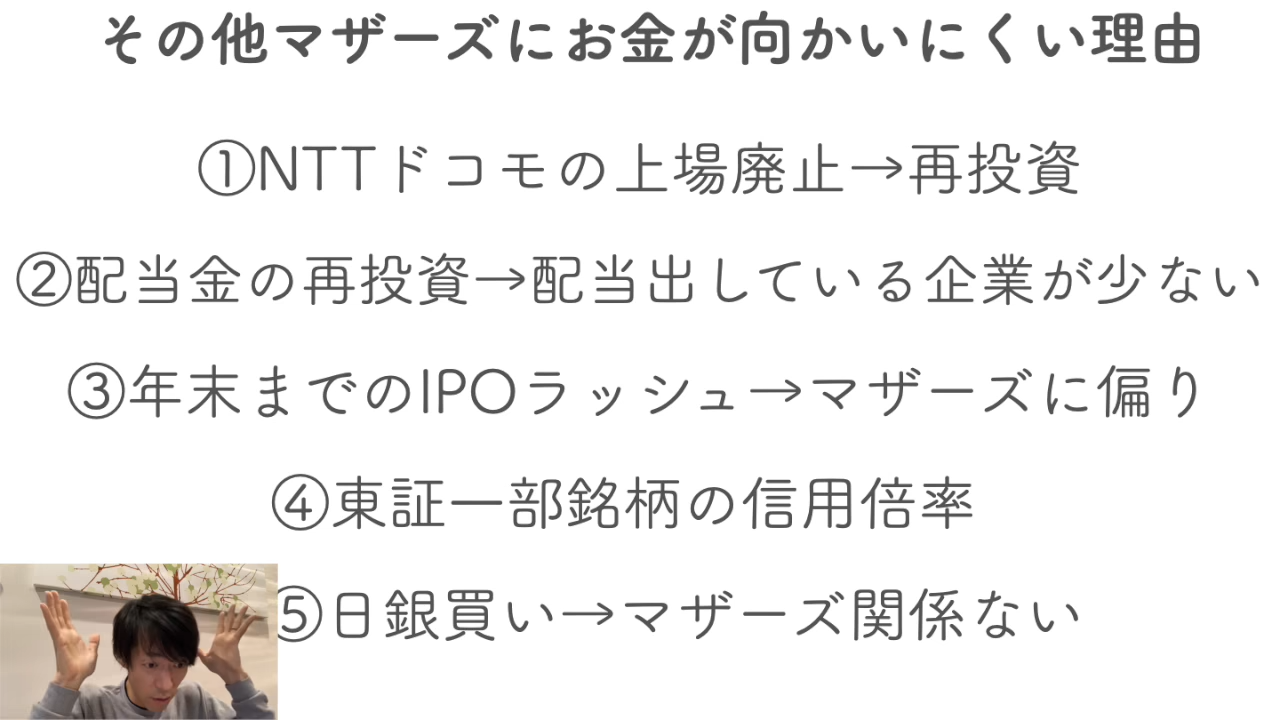 その他マザーズにお金が向かいにくい理由
①NTTドコモの上場廃止→再投資
②配当金の再投資→配当出している企業が少ない
③年末までのIPOラッシュ→マザーズに偏り
④東証一部銘柄の信用倍率
⑤日銀買い→マザーズ関係ない